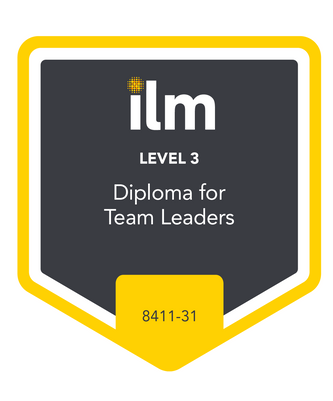 ilm
LEVEL 3
Diploma for
Team Leaders
8411-31